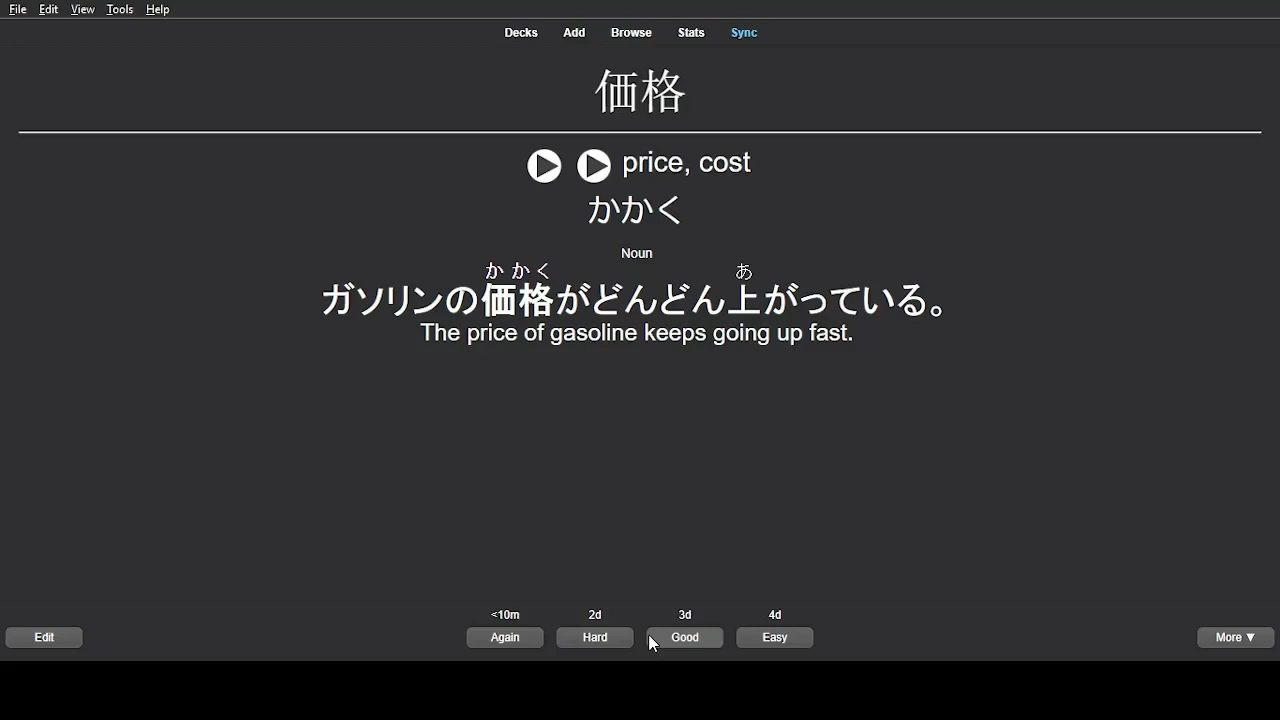 File Edit View Tools Help
Decks Add Browse Stats Sync
価格
price, cost
かかく
Noun
かかく あ
ガソリンの価格がどんどん上がっている。
The price of gasoline keeps going up fast.
<10m 2d 3d 4d
Edit Again Hard Good Easy More ▼